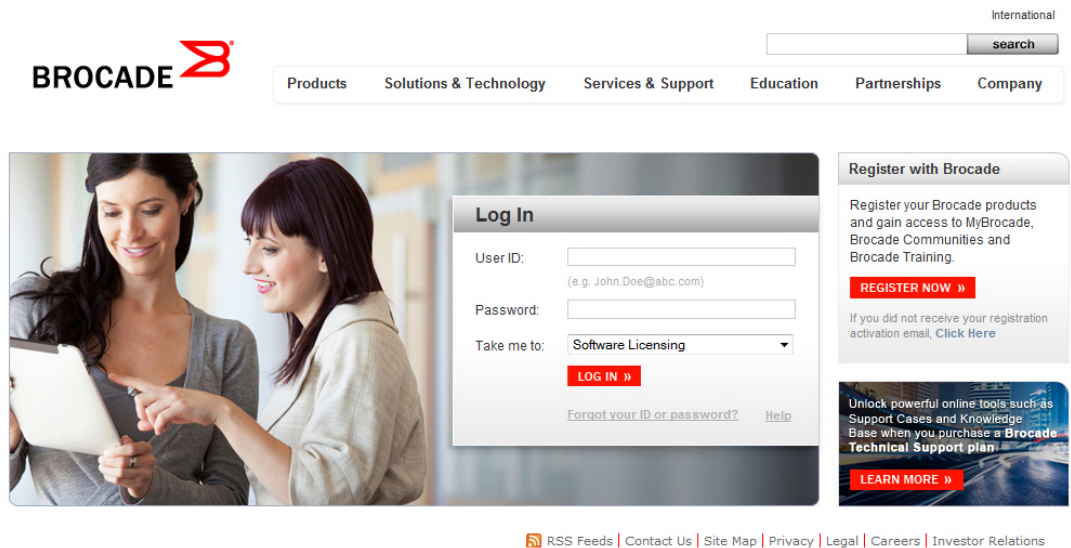 International
search
BROCADE
Products Solutions & Technology Services & Support Education Partnerships Company
Log In
User ID:
(e.g. John.Doe@abc.com)
Password:
Take me to: Software Licensing
LOG IN »
Forgot your ID or password? Help
Register with Brocade
Register your Brocade products
and gain access to MyBrocade,
Brocade Communities and
Brocade Training.
REGISTER NOW »
If you did not receive your registration
activation email, Click Here
Unlock powerful online tools such as
Support Cases and Knowledge
Base when you purchase a Brocade
Technical Support plan
LEARN MORE »
RSS Feeds | Contact Us | Site Map | Privacy | Legal | Careers | Investor Relations